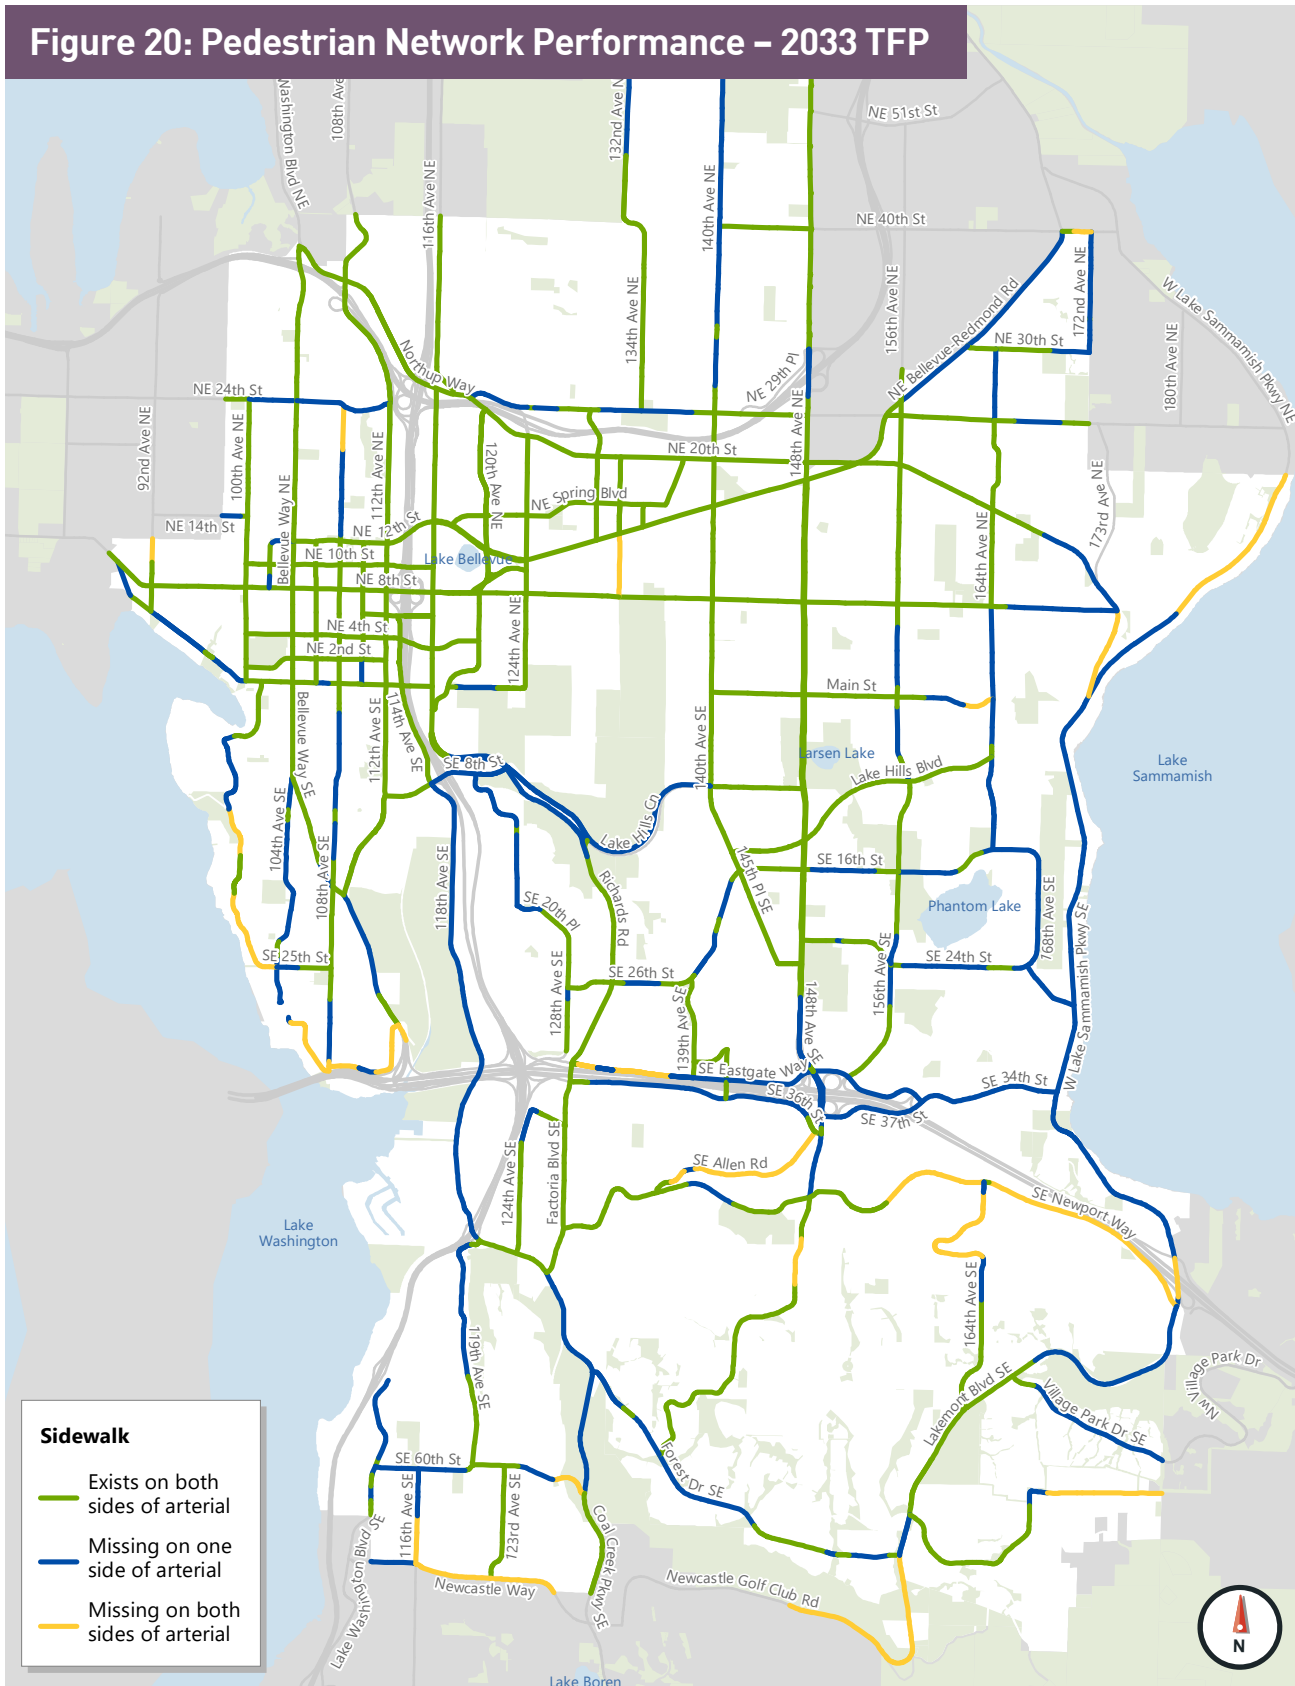 Figure 20: Pedestrian Network Performance – 2033 TFP
Washington Blvd NE
108th Ave
116th Ave NE
132nd Ave N
140th Ave NE
NE 51st St
NE 40th St
156th Ave NE
172nd Ave NE
W Lake Sammamish Pkwy NE
NE Bellevue-Redmond Rd
NE 30th St
180th Ave NE
134th Ave NE
NE 29th Pl
Northup Way
NE 24th St
92nd Ave NE
100th Ave NE
112th Ave NE
120th Ave NE
148th Ave NE
NE 20th St
NE Spring Blvd
173rd Ave NE
NE 14th St
Bellevue Way NE
NE 12th St
NE 10th St
Lake Bellevue
NE 8th St
164th Ave NE
NE 4th St
NE 2nd St
124th Ave NE
Main St
Bellevue Way SE
112th Ave SE
114th Ave SE
140th Ave SE
SE 8th St
Larsen Lake
Lake Hills Blvd
Lake
Sammamish
104th Ave SE
108th Ave SE
118th Ave SE
Lake Hills Cn
145th Pl SE
SE 16th St
Richards Rd
SE 20th Pl
Phantom Lake
168th Ave SE
W Lake Sammamish Pkwy SE
SE 25th St
SE 26th St
SE 24th St
128th Ave SE
139th Ave SE
148th Ave SE
156th Ave SE
SE Eastgate Way
SE 36th St
SE 34th St
SE 37th St
124th Ave SE
Factoria Blvd SE
SE Allen Rd
SE Newport Way
Lake
Washington
164th Ave SE
119th Ave SE
Lakemont Blvd SE
Village Park Dr SE
NW Village Park Dr
SE 60th St
116th Ave SE
123rd Ave SE
Forest Dr SE
Coal Creek Pkwy SE
Lake Washington Blvd SE
Newcastle Way
Newcastle Golf Club Rd
Lake Boren
Sidewalk
Exists on both
sides of arterial
Missing on one
side of arterial
Missing on both
sides of arterial
N